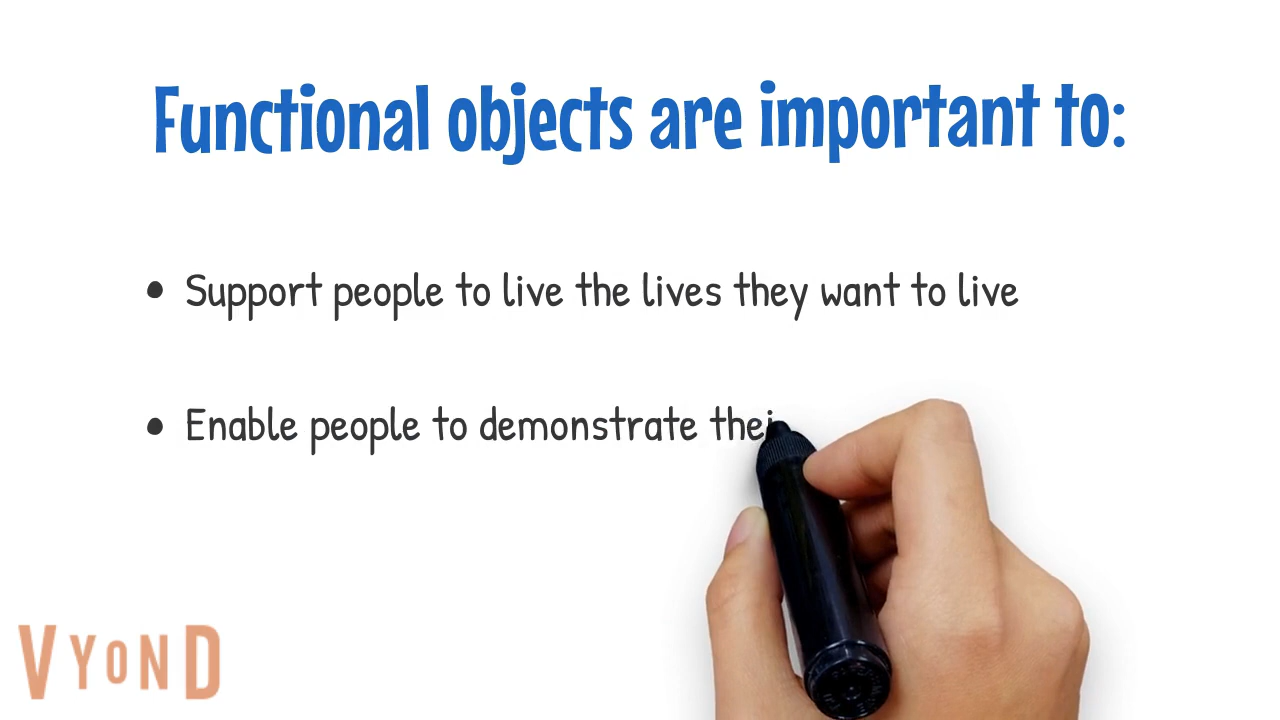 Functional objects are important to:
• Support people to live the lives they want to live
• Enable people to demonstrate thei
VYOND